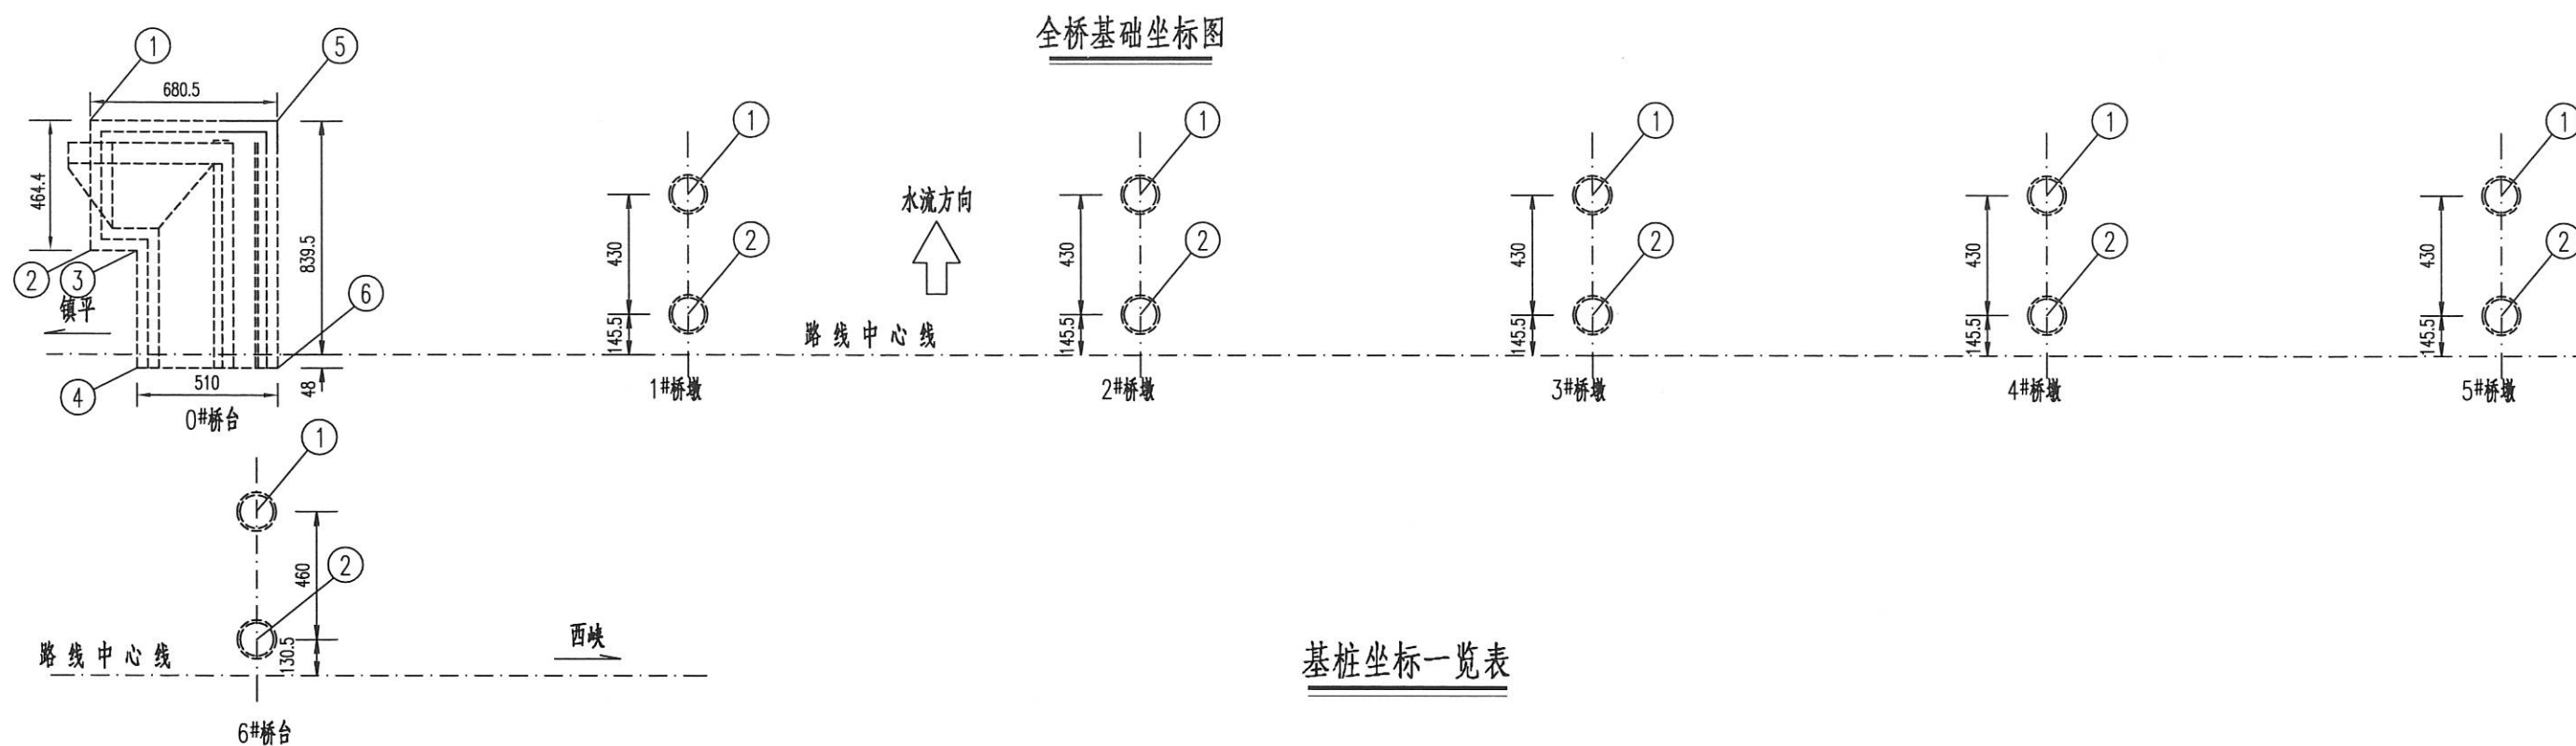 全桥基础坐标图
①
⑤
680.5
464.4
839.5
②
③
⑥
镇平
④
510
48
0#桥台
①
②
430
145.5
1#桥墩
水流方向
路线中心线
①
②
430
145.5
2#桥墩
①
②
430
145.5
3#桥墩
①
②
430
145.5
4#桥墩
①
②
430
145.5
5#桥墩
①
②
460
130.5
路线中心线
西峡
6#桥台
基桩坐标一览表